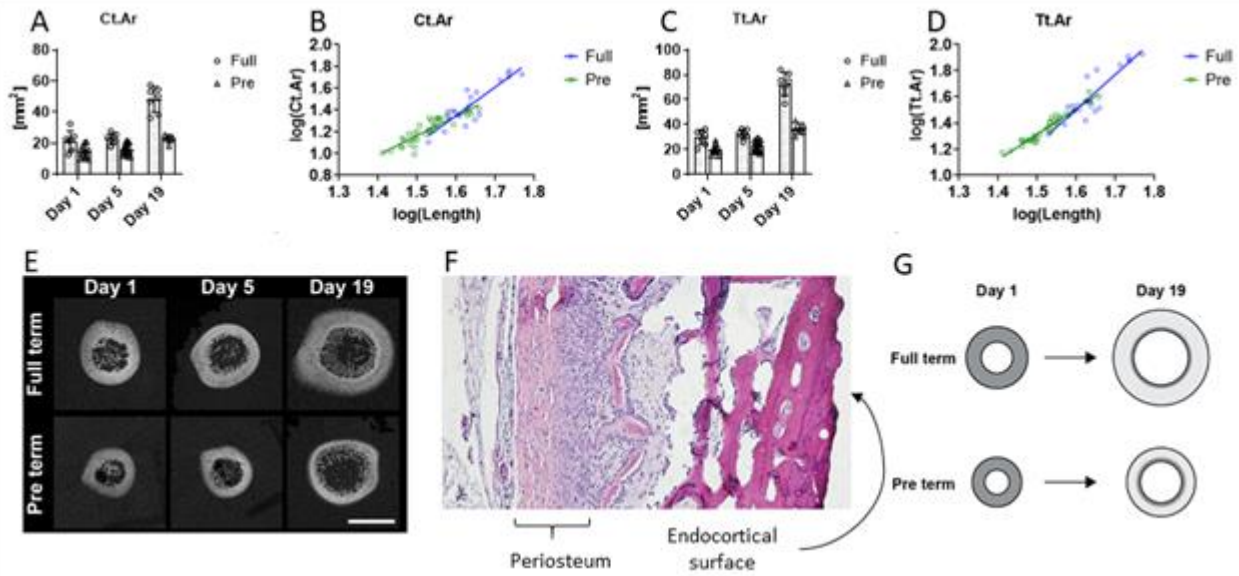 A
Ct.Ar
[mm²]
80
60
40
20
0
Day 1
Day 5
Day 19
Full
Pre
B
Ct.Ar
log(Ct.Ar)
2.0
1.8
1.6
1.4
1.2
1.0
0.8
1.3 1.4 1.5 1.6 1.7 1.8
log(Length)
Full
Pre
C
Tt.Ar
[mm²]
100
80
60
40
20
0
Day 1
Day 5
Day 19
Full
Pre
D
Tt.Ar
log(Tt.Ar)
2.0
1.8
1.6
1.4
1.2
1.0
1.3 1.4 1.5 1.6 1.7 1.8
log(Length)
Full
Pre
E
Day 1 Day 5 Day 19
Full term
Pre term
F
Periosteum
Endocortical
surface
G
Day 1 Day 19
Full term
Pre term